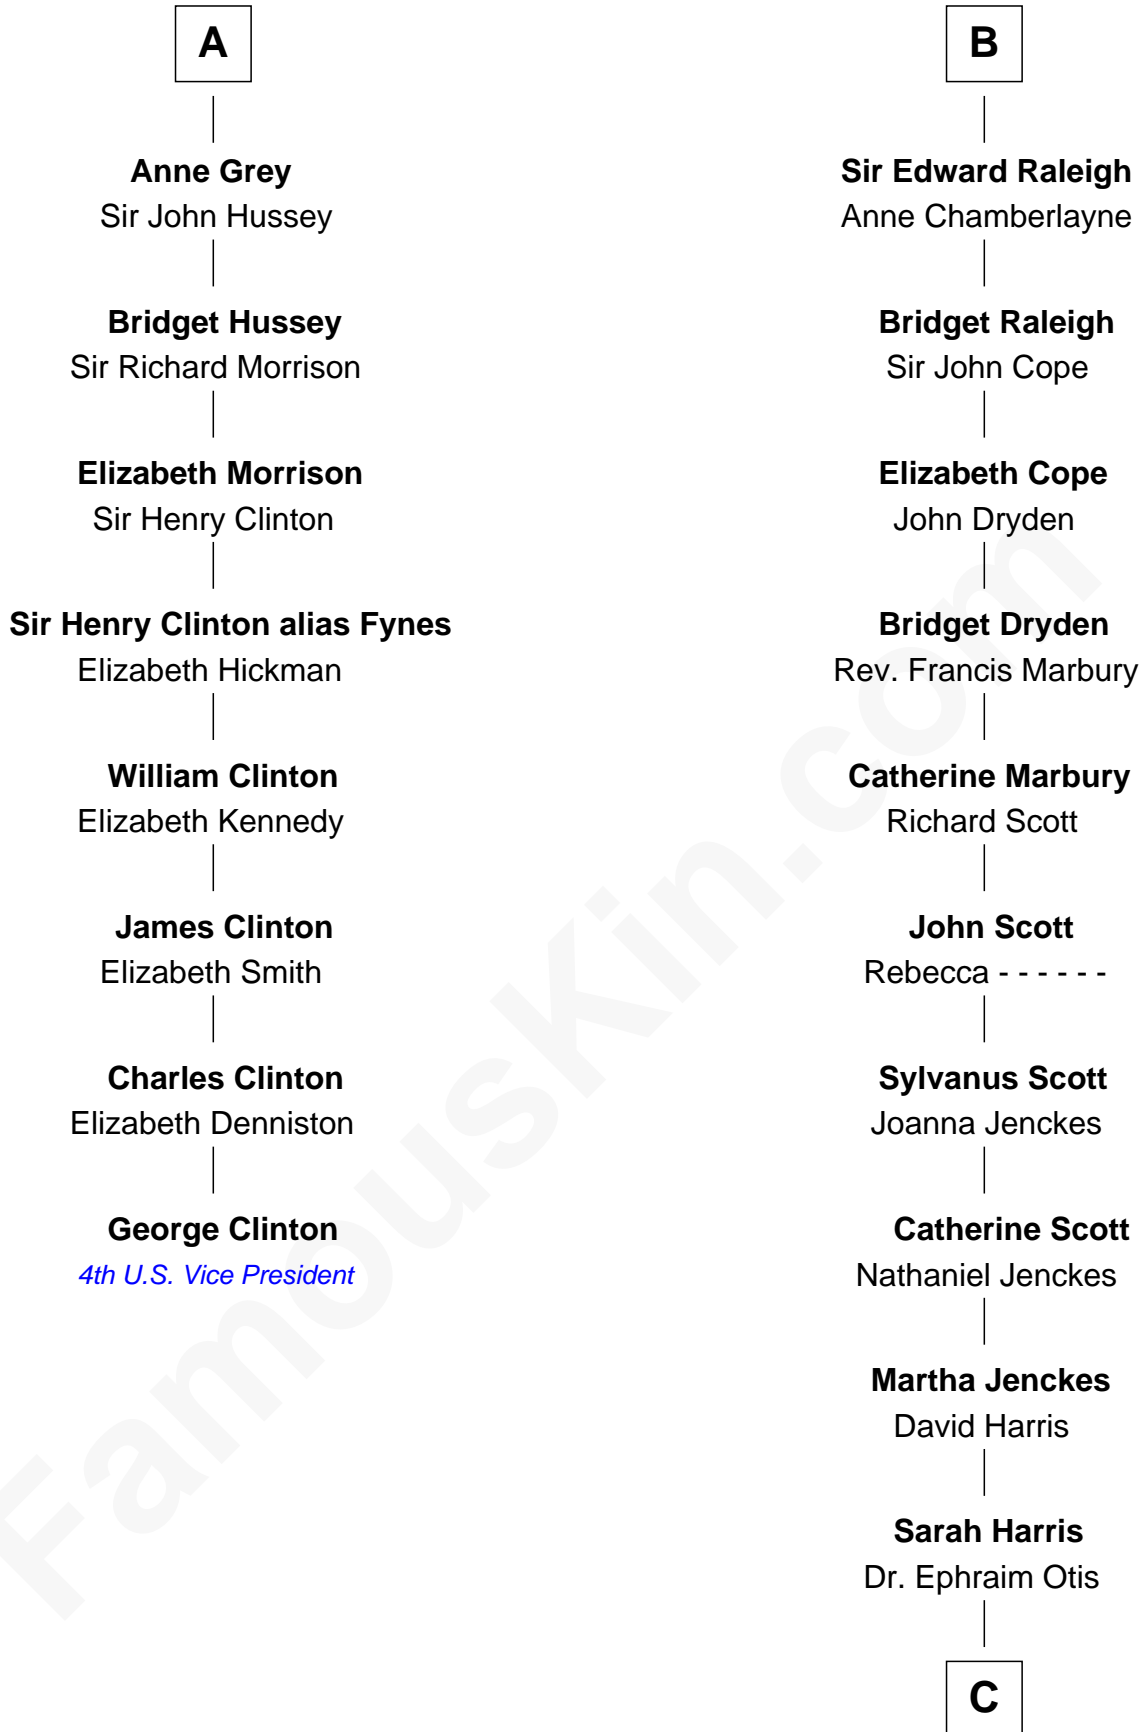 A
Anne Grey
Sir John Hussey
Bridget Hussey
Sir Richard Morrison
Elizabeth Morrison
Sir Henry Clinton
Sir Henry Clinton alias Fynes
Elizabeth Hickman
William Clinton
Elizabeth Kennedy
James Clinton
Elizabeth Smith
Charles Clinton
Elizabeth Denniston
George Clinton
4th U.S. Vice President
B
Sir Edward Raleigh
Anne Chamberlayne
Bridget Raleigh
Sir John Cope
Elizabeth Cope
John Dryden
Bridget Dryden
Rev. Francis Marbury
Catherine Marbury
Richard Scott
John Scott
Rebecca - - - - - -
Sylvanus Scott
Joanna Jenckes
Catherine Scott
Nathaniel Jenckes
Martha Jenckes
David Harris
Sarah Harris
Dr. Ephraim Otis
C
FamousKin.com